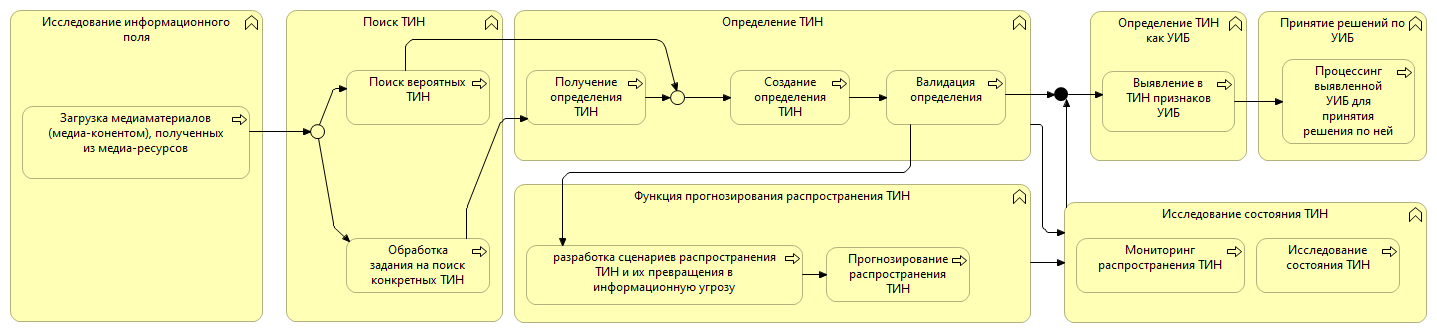 Исследование информационного
поля
Загрузка медиаматериалов
(медиа-конентом), полученных
из медиа-ресурсов
Поиск ТИН
Поиск вероятных
ТИН
Обработка
задания на поиск
конкретных ТИН
Определение ТИН
Получение
определения
ТИН
Создание
определения
ТИН
Валидация
определения
Функция прогнозирования распространения ТИН
разработка сценариев распространения
ТИН и их превращения в
информационную угрозу
Прогнозирование
распространения
ТИН
Определение ТИН
как УИБ
Выявление в
ТИН признаков
УИБ
Принятие решений по
УИБ
Процессинг
выявленной
УИБ для
принятия
решения по ней
Исследование состояния ТИН
Мониторинг
распространения ТИН
Исследование
состояния ТИН